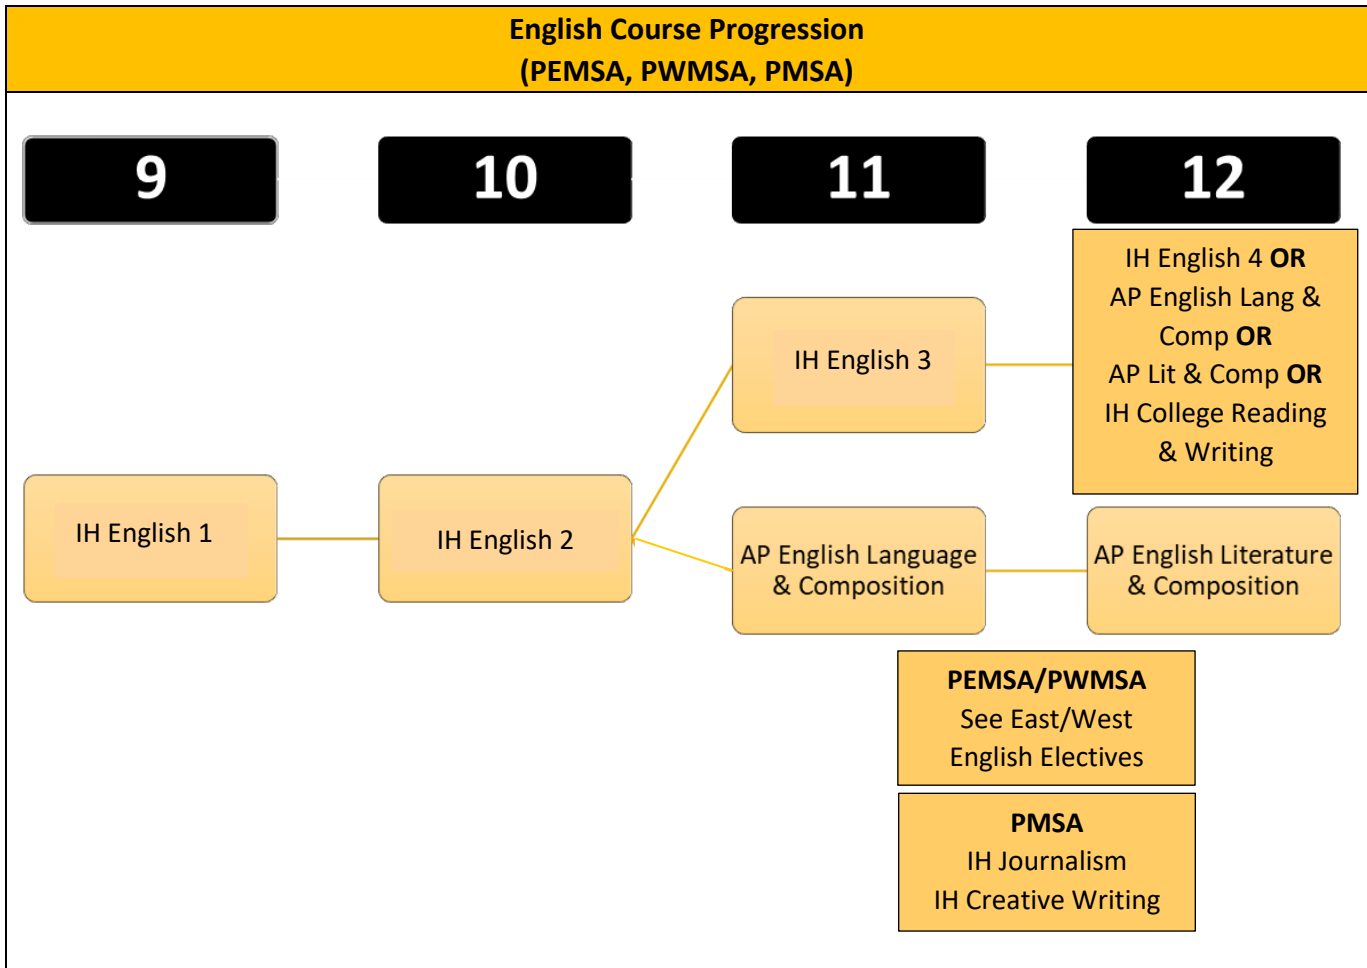 English Course Progression
(PEMSA, PWMSA, PMSA)
9
10
11
12
IH English 4 OR
AP English Lang &
Comp OR
AP Lit & Comp OR
IH College Reading
& Writing
IH English 3
IH English 1
IH English 2
AP English Language
& Composition
AP English Literature
& Composition
PEMSA/PWMSA
See East/West
English Electives
PMSA
IH Journalism
IH Creative Writing